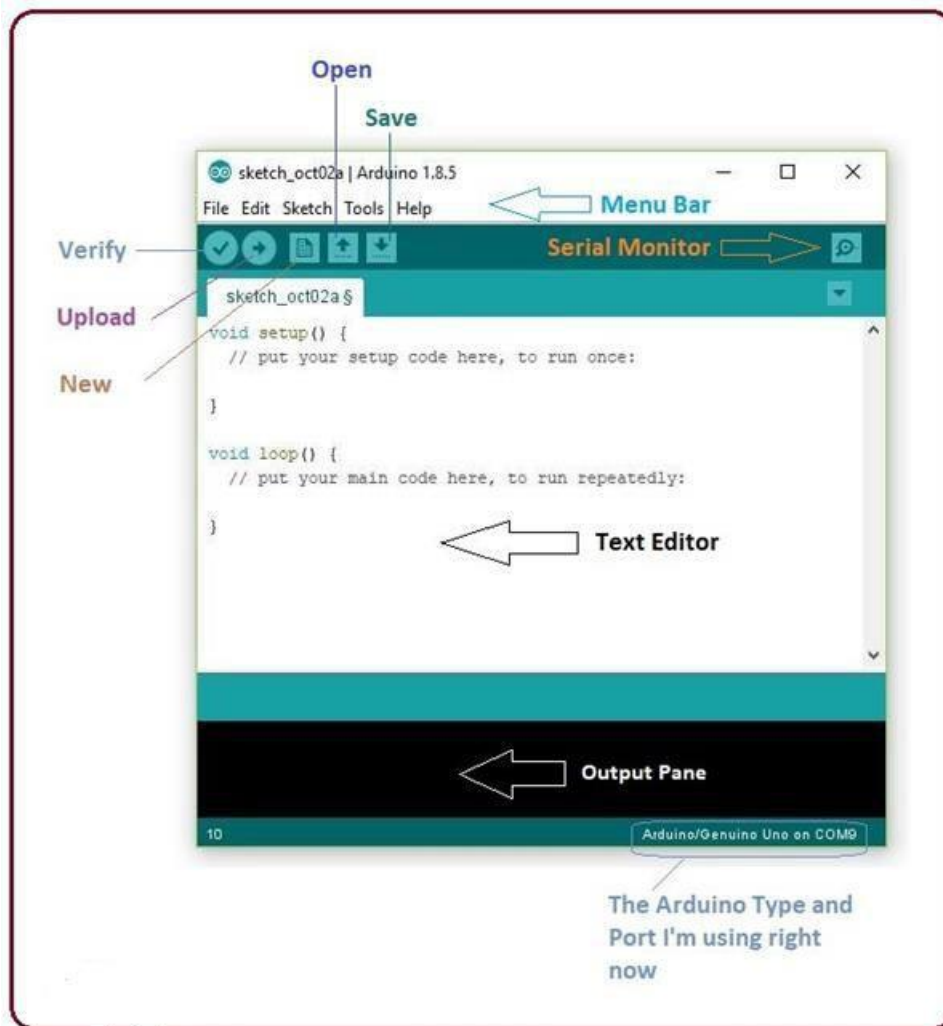 Open
Save
sketch_oct02a | Arduino 1.8.5
File Edit Sketch Tools Help
Menu Bar
Verify
Serial Monitor
sketch_oct02a §
Upload
void setup() {
// put your setup code here, to run once:
New
}
void loop() {
// put your main code here, to run repeatedly:
}
Text Editor
Output Pane
10
Arduino/Genuino Uno on COM9
The Arduino Type and
Port I'm using right
now